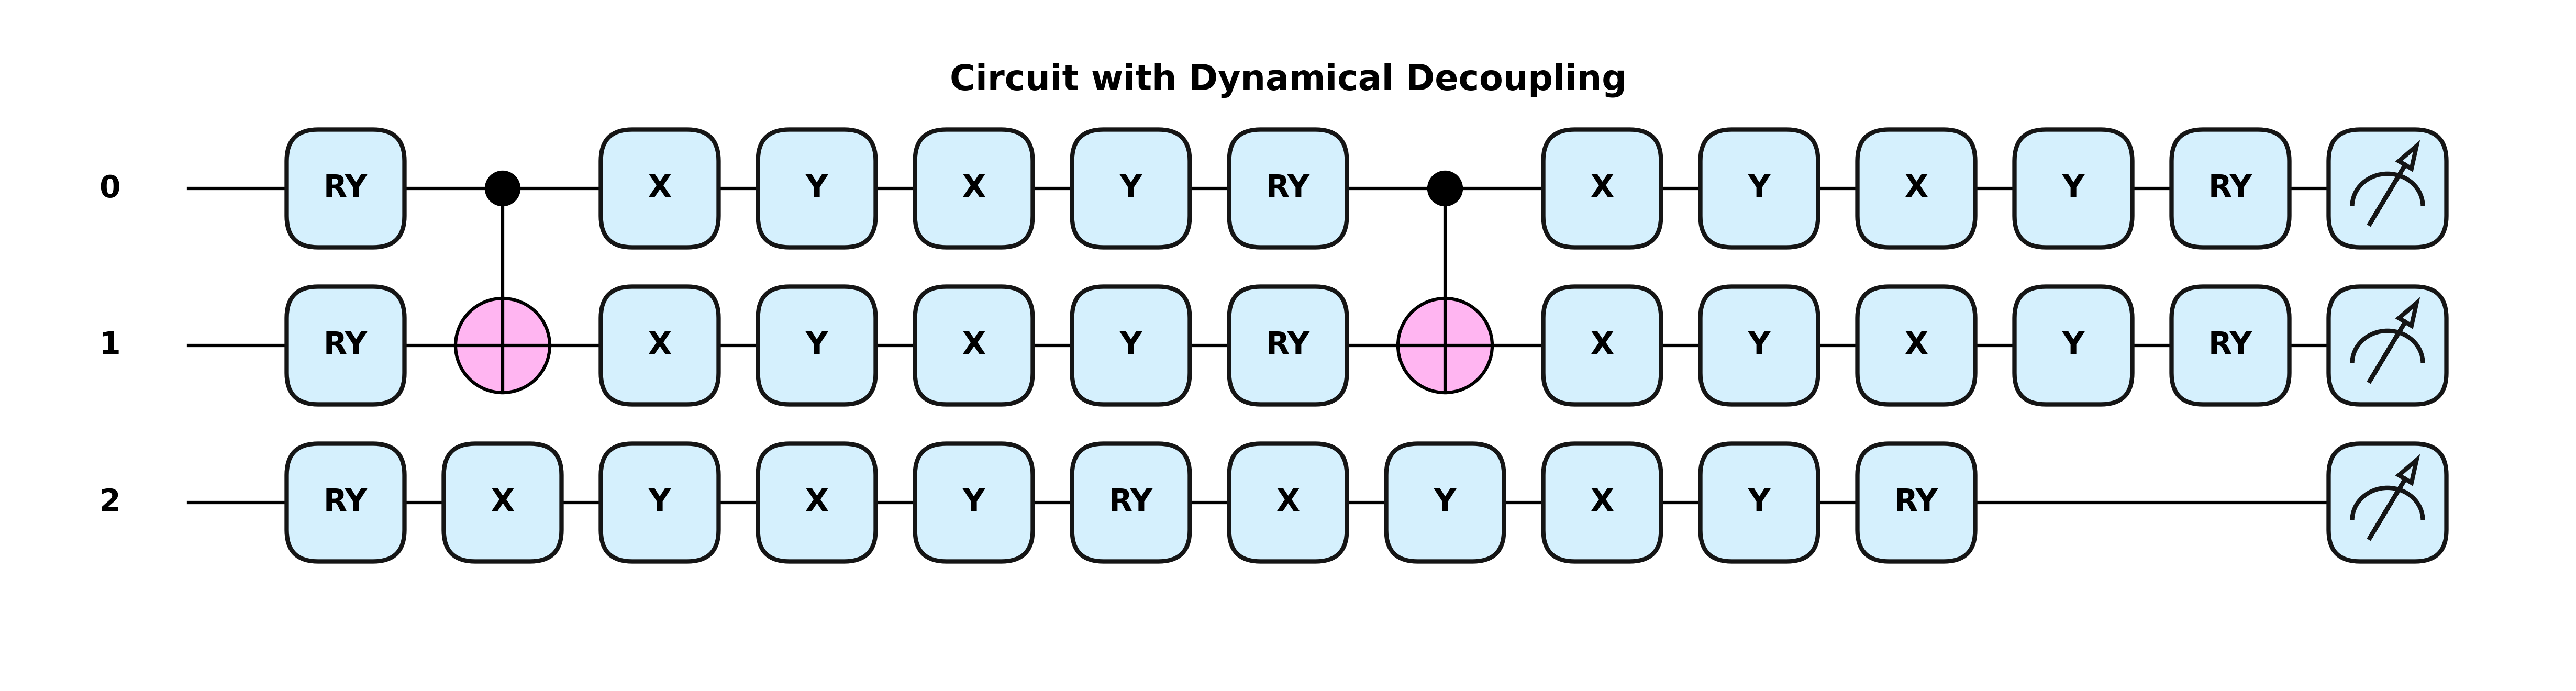 Circuit with Dynamical Decoupling
0 RY X Y X Y RY X Y X Y RY
1 RY X Y X Y RY X Y X Y RY
2 RY X Y X Y RY X Y X Y RY